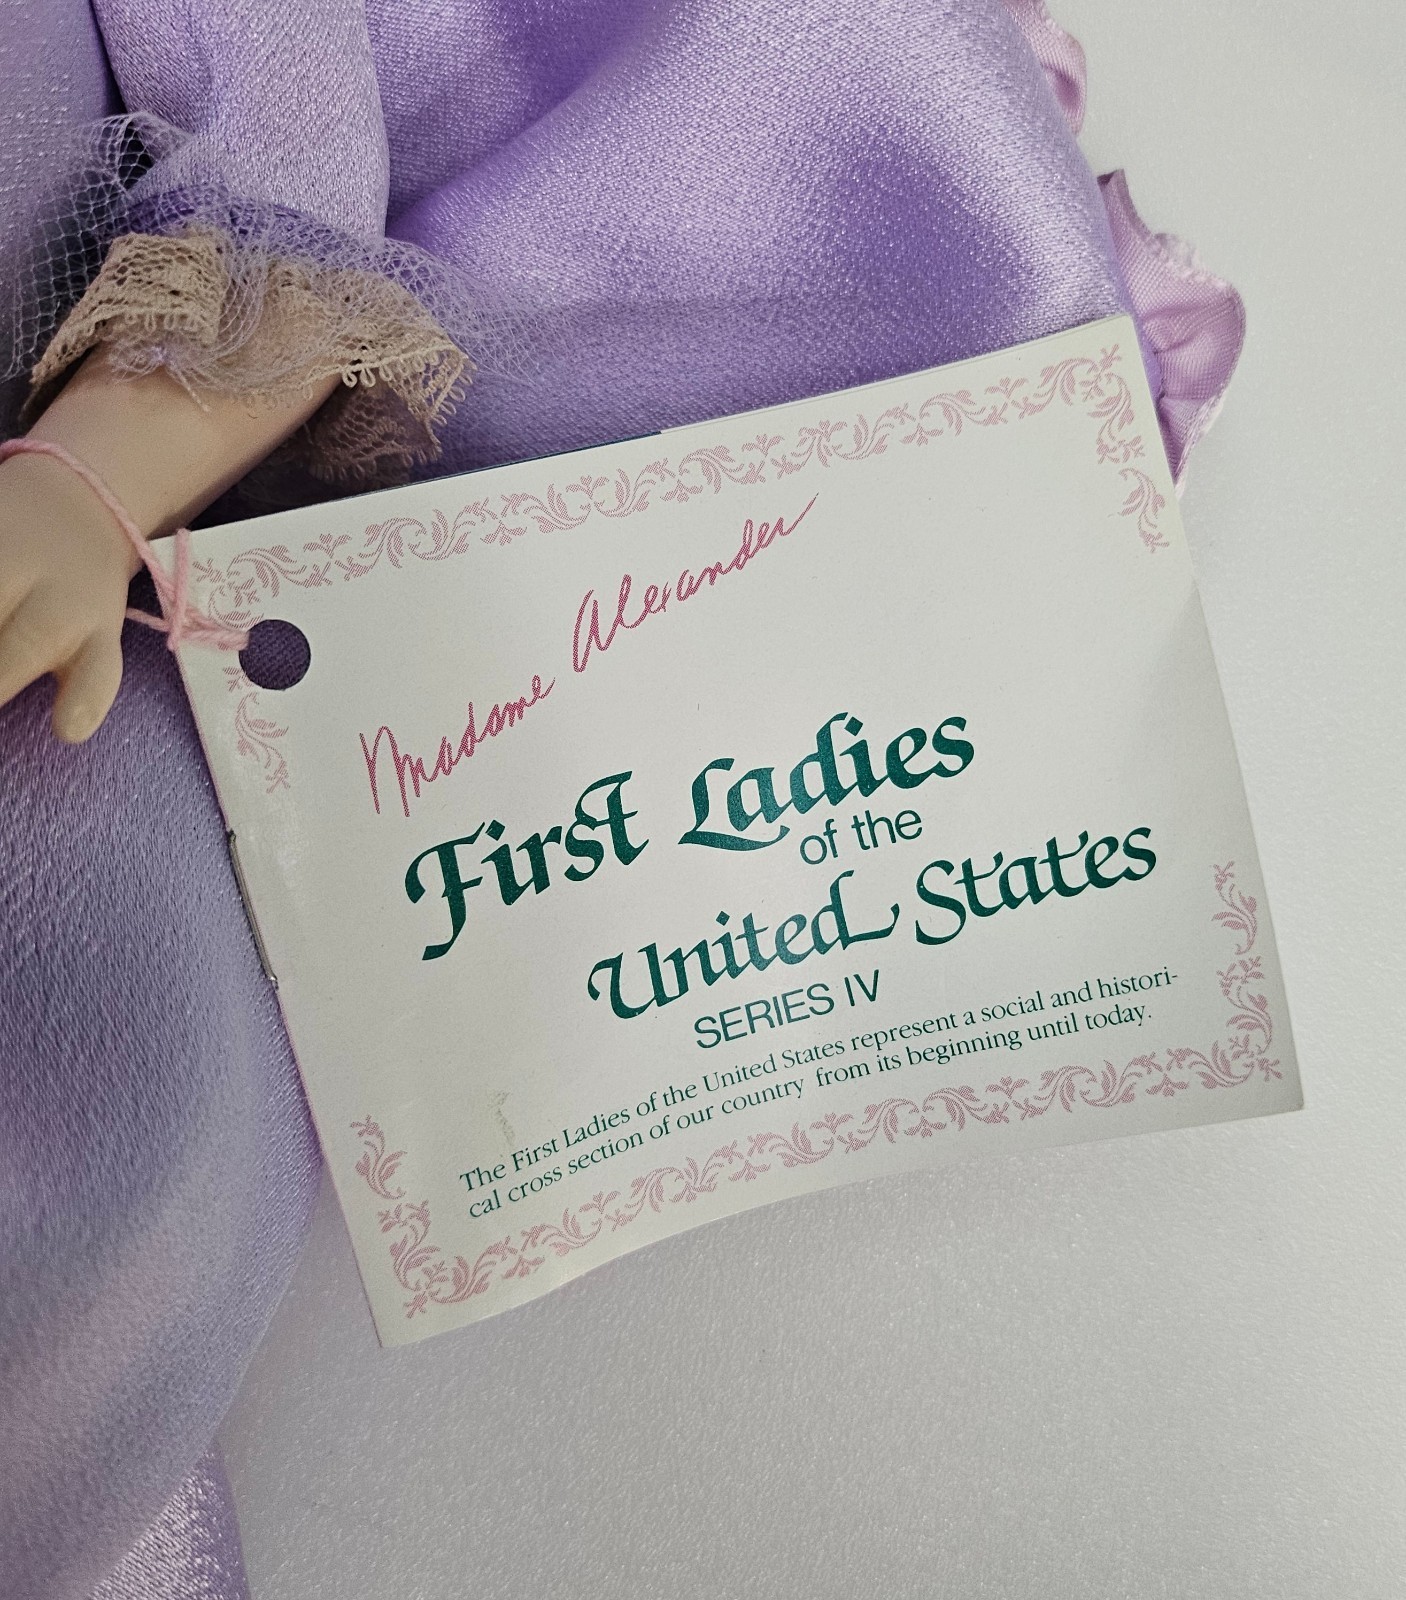 Madame Alexander
First Ladies
of the
United States
SERIES IV
The First Ladies of the United States represent a social and histori-
cal cross section of our country from its beginning until today.